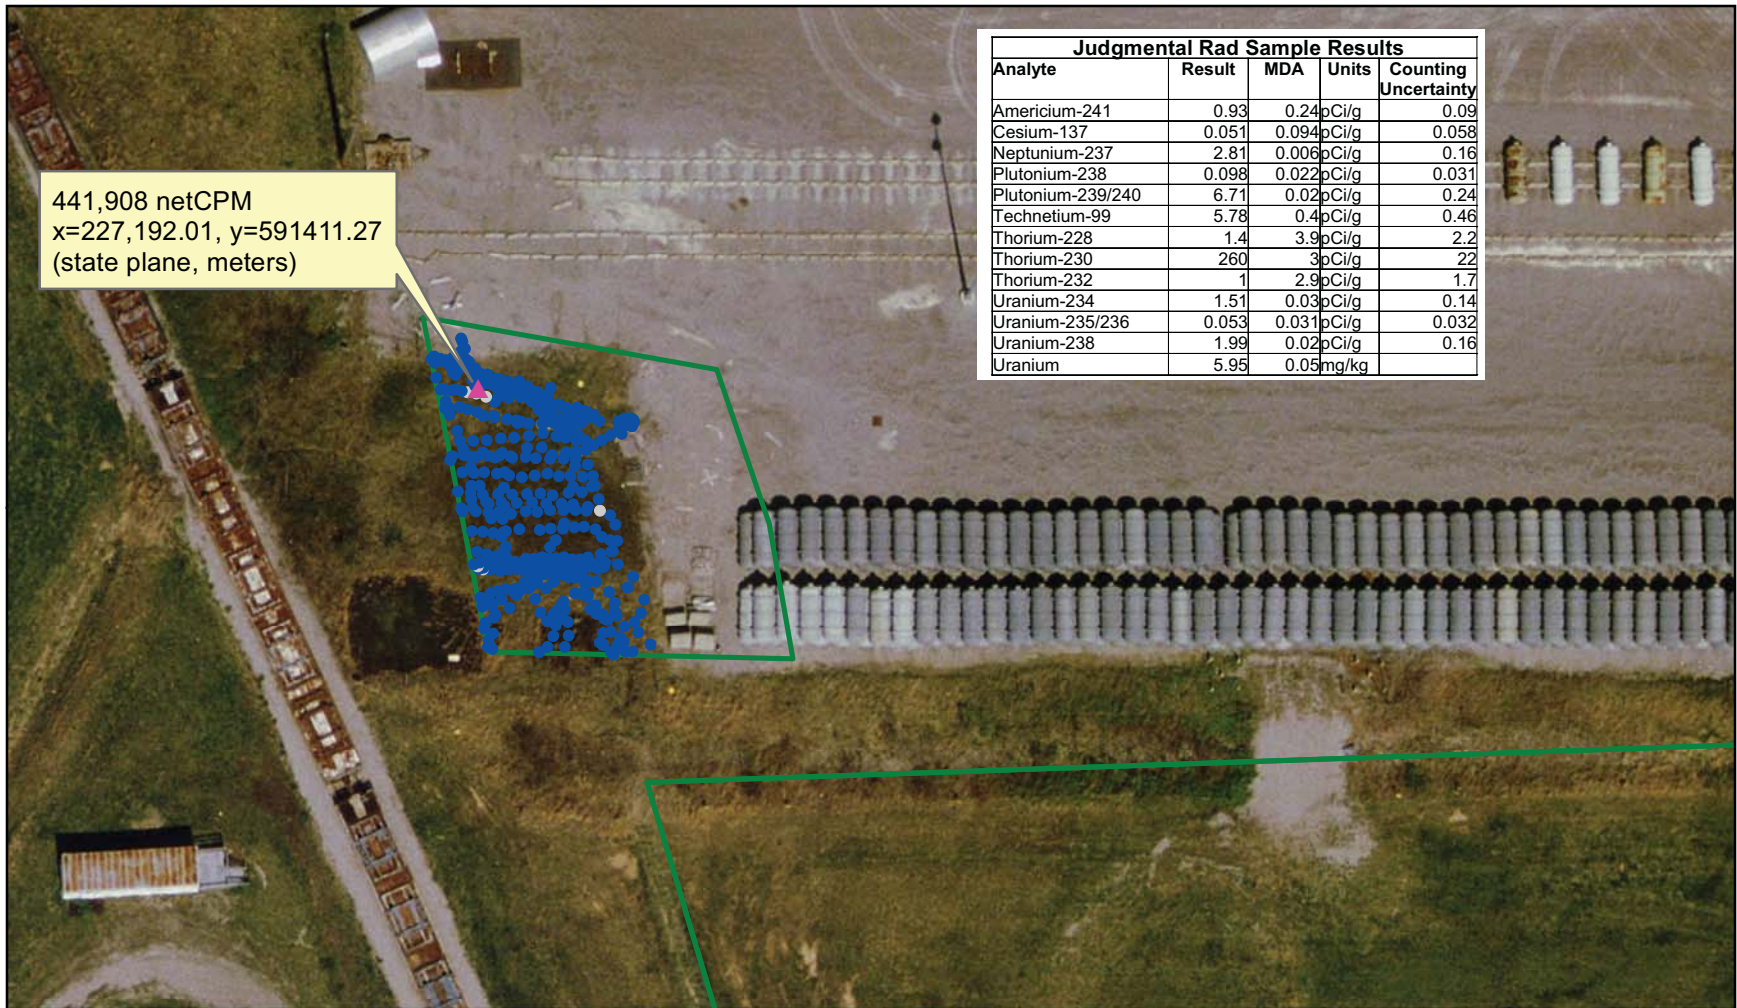 441,908 netCPM
x=227,192.01, y=591411.27
(state plane, meters)
Judgmental Rad Sample Results
Analyte Result MDA Units Counting Uncertainty
Americium-241 0.93 0.24 pCi/g 0.09
Cesium-137 0.051 0.094 pCi/g 0.058
Neptunium-237 2.81 0.006 pCi/g 0.16
Plutonium-238 0.098 0.022 pCi/g 0.031
Plutonium-239/240 6.71 0.02 pCi/g 0.24
Technetium-99 5.78 0.4 pCi/g 0.46
Thorium-228 1.4 3.9 pCi/g 2.2
Thorium-230 260 3 pCi/g 22
Thorium-232 1 2.9 pCi/g 1.7
Uranium-234 1.51 0.03 pCi/g 0.14
Uranium-235/236 0.053 0.031 pCi/g 0.032
Uranium-238 1.99 0.02 pCi/g 0.16
Uranium 5.95 0.05 mg/kg